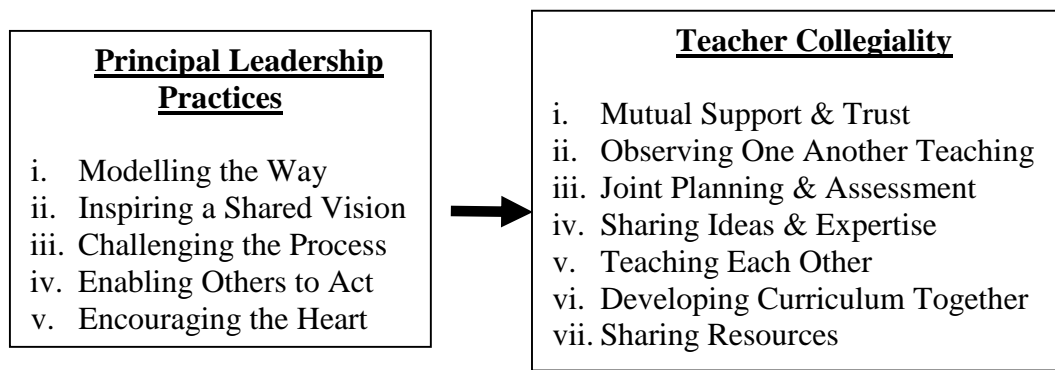 Principal Leadership
Practices
i. Modelling the Way
ii. Inspiring a Shared Vision
iii. Challenging the Process
iv. Enabling Others to Act
v. Encouraging the Heart
Teacher Collegiality
i. Mutual Support & Trust
ii. Observing One Another Teaching
iii. Joint Planning & Assessment
iv. Sharing Ideas & Expertise
v. Teaching Each Other
vi. Developing Curriculum Together
vii. Sharing Resources